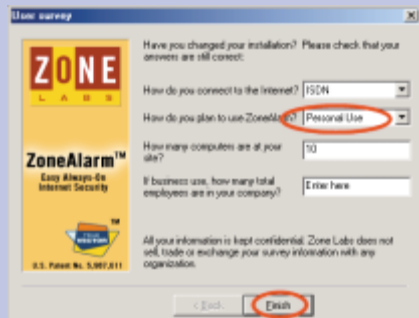 User survey
ZONE
LABS
ZoneAlarm™
Easy Always-On
Internet Security
TM
U.S. Patent No. 5,987,611
Have you changed your installation? Please check that your
answers are still correct:
How do you connect to the Internet? ISDN
How do you plan to use ZoneAlarm? Personal Use
How many computers are at your
site? 10
If business use, how many total
employees are in your company? Enter here
All your information is kept confidential. Zone Labs does not
sell, trade or exchange your survey information with any
organization.
< Back
Finish